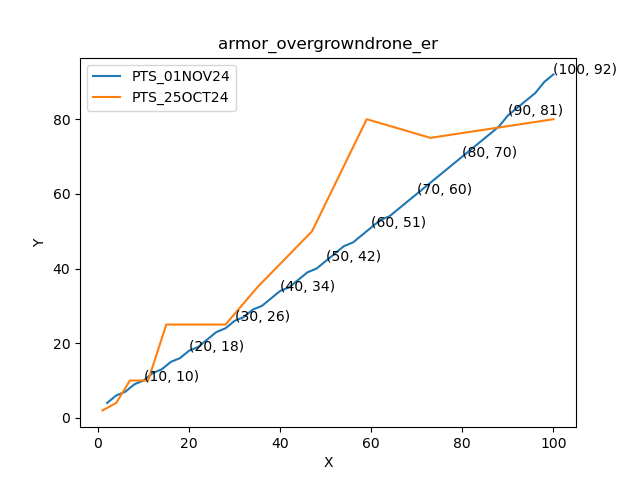 armor_overgrowndrone_er
PTS_01NOV24
PTS_25OCT24
(100, 92)
(90, 81)
(80, 70)
(70, 60)
(60, 51)
(50, 42)
(40, 34)
(30, 26)
(20, 18)
(10, 10)
80
60
40
20
0
Y
0 20 40 60 80 100
X